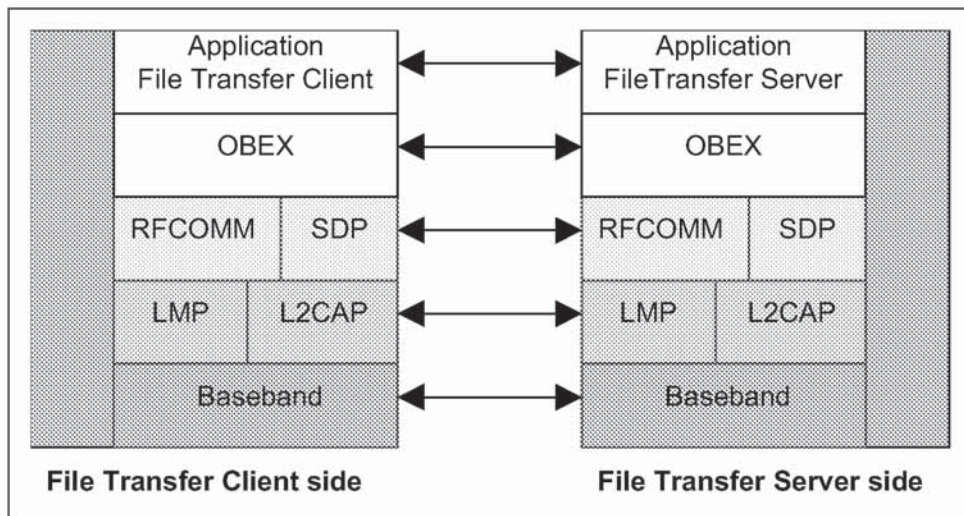 Application
File Transfer Client
Application
FileTransfer Server
OBEX
OBEX
RFCOMM SDP
RFCOMM SDP
LMP L2CAP
LMP L2CAP
Baseband
Baseband
File Transfer Client side
File Transfer Server side